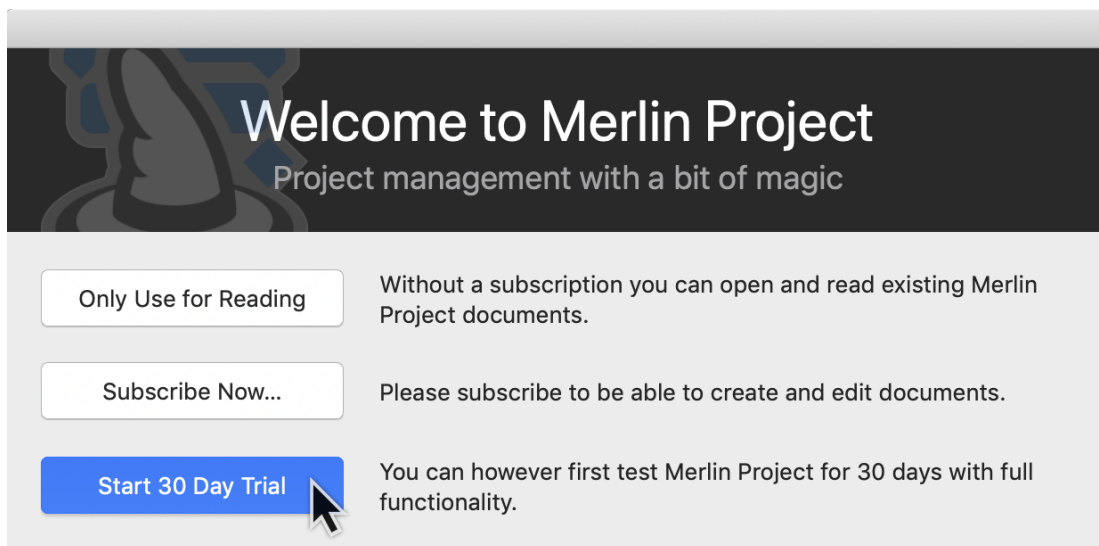 Welcome to Merlin Project
Project management with a bit of magic
Only Use for Reading
Without a subscription you can open and read existing Merlin
Project documents.
Subscribe Now...
Please subscribe to be able to create and edit documents.
Start 30 Day Trial
You can however first test Merlin Project for 30 days with full
functionality.